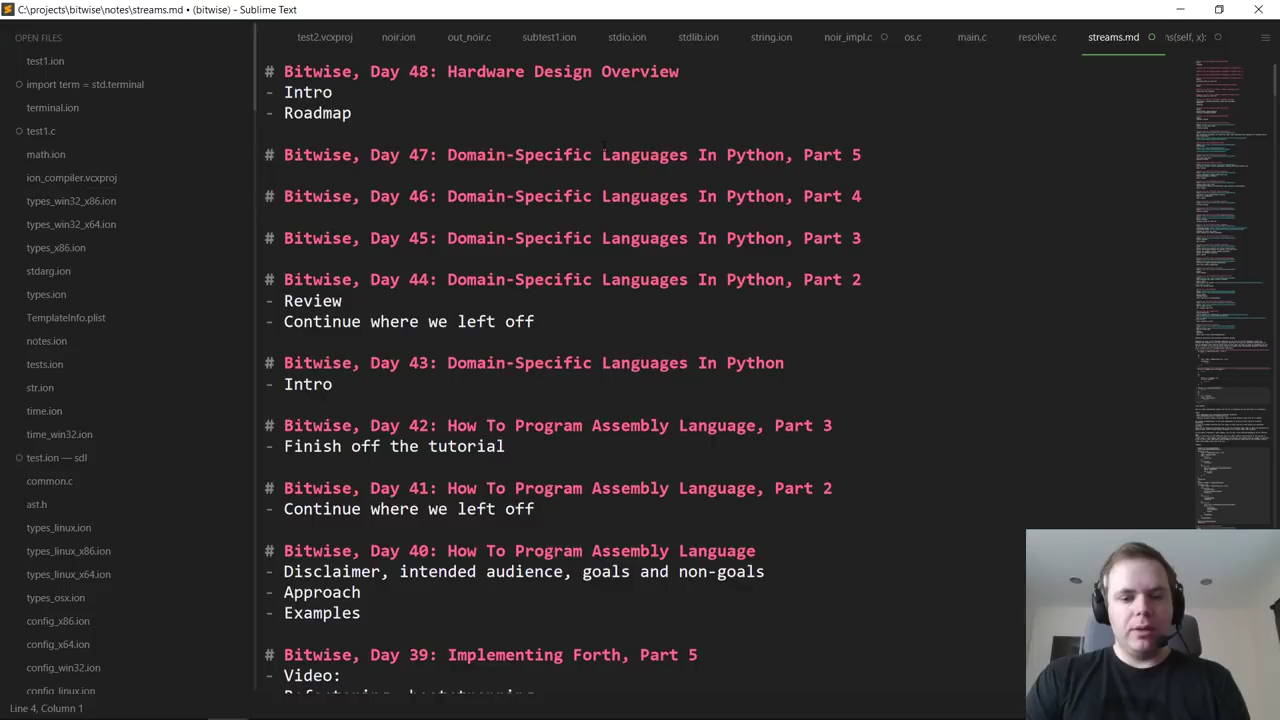 C:\projects\bitwise\notes\streams.md • (bitwise) - Sublime Text
OPEN FILES
test1.ion
import term = std.terminal
terminal.ion
test1.c
math.ion
ion_compiler.vcxproj
types_win32_x86.ion
types_win32_x64.ion
types_x86.ion
stdarg.ion
types.ion
TemplateInfo.plist
notes.ion
tests.ion
str.ion
time.ion
time_win32.ion
test.ion — sdl
common.c
ast.h
types_linux.ion
types_linux_x86.ion
types_linux_x64.ion
types_osx.ion
config_x86.ion
config_x64.ion
config_win32.ion
config_linux.ion
test2.vcxproj noir.ion out_noir.c subtest1.ion stdio.ion stdlib.ion string.ion noir_impl.c os.c main.c resolve.c streams.md ns(self, x):
# Bitwise, Day 48: Hardware Design Overview
- Intro
- Roadmap
# Bitwise, Day 47: Domain-Specific Languages In Python, Part 5
# Bitwise, Day 46: Domain-Specific Languages In Python, Part 4
# Bitwise, Day 45: Domain-Specific Languages In Python, Part 3
# Bitwise, Day 44: Domain-Specific Languages In Python, Part 2
- Review
- Continue where we left off
# Bitwise, Day 43: Domain-Specific Languages In Python
- Intro
# Bitwise, Day 42: How To Program Assembly Language, Part 3
- Finish off the tutorial
# Bitwise, Day 41: How To Program Assembly Language, Part 2
- Continue where we left off
# Bitwise, Day 40: How To Program Assembly Language
- Disclaimer, intended audience, goals and non-goals
- Approach
- Examples
# Bitwise, Day 39: Implementing Forth, Part 5
- Video:
Line 4, Column 1